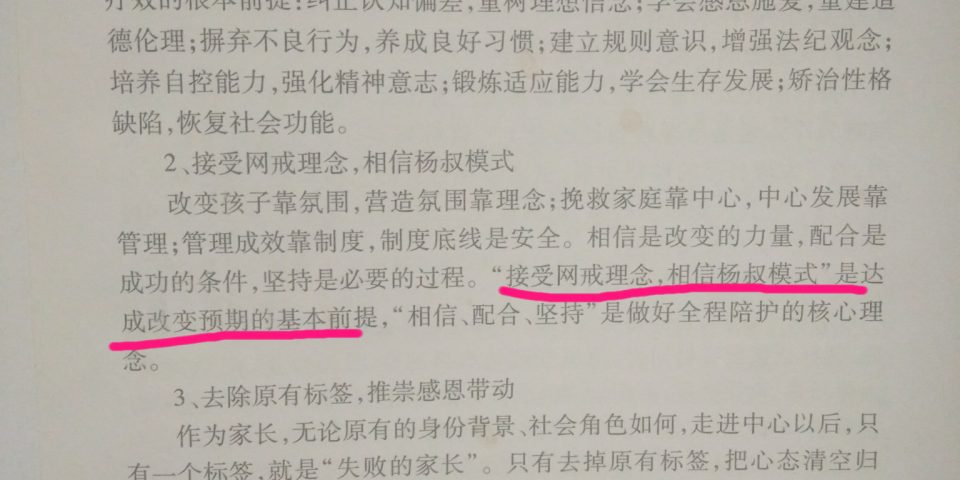 疗效的根本前提:纠正认知偏差,重树理想信念;学会感恩施爱,重建道
德伦理;摒弃不良行为,养成良好习惯;建立规则意识,增强法纪观念;
培养自控能力,强化精神意志;锻炼适应能力,学会生存发展;矫治性格
缺陷,恢复社会功能。
2、接受网戒理念,相信杨叔模式
改变孩子靠氛围,营造氛围靠理念;挽救家庭靠中心,中心发展靠
管理;管理成效靠制度,制度底线是安全。相信是改变的力量,配合是
成功的条件,坚持是必要的过程。“接受网戒理念,相信杨叔模式”是达
成改变预期的基本前提,“相信、配合、坚持”是做好全程陪护的核心理
念。
3、去除原有标签,推崇感恩带动
作为家长,无论原有的身份背景、社会角色如何,走进中心以后,只
有一个标签,就是“失败的家长”。只有去掉原有标签,把心态清空归